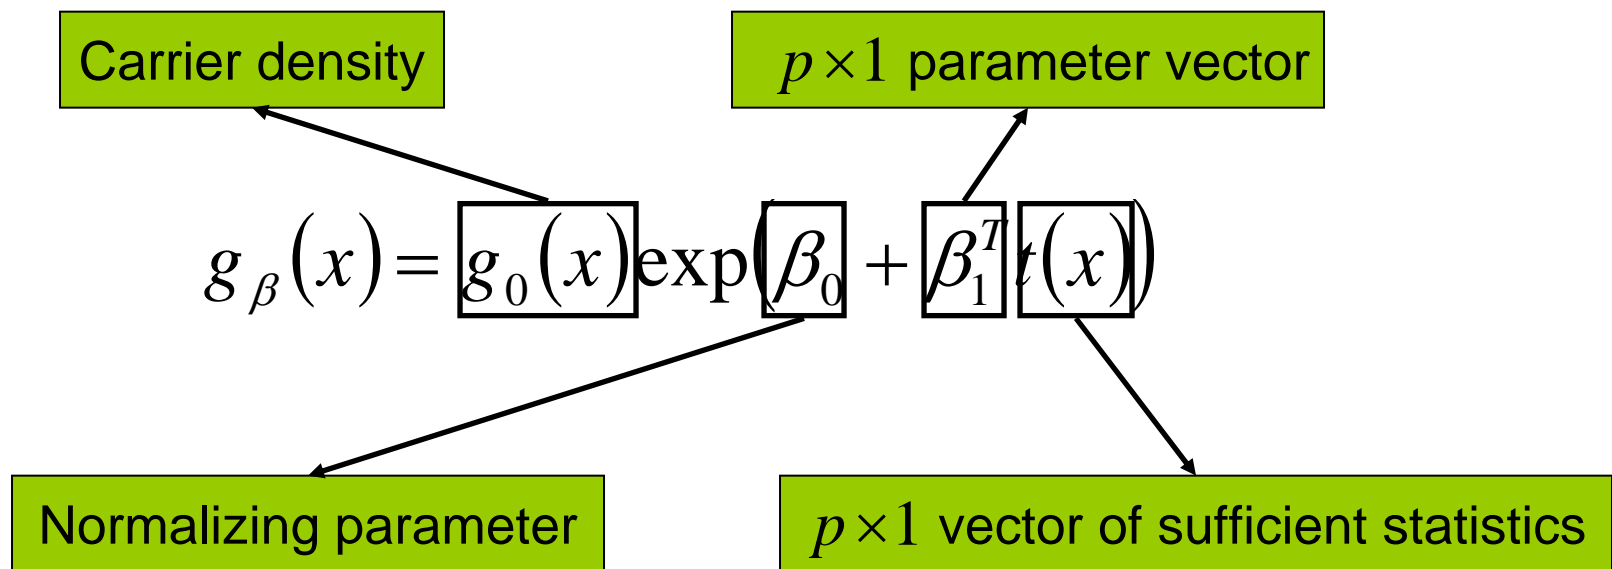 Carrier density
p×1 parameter vector
g_β(x) = g_0(x) exp(β_0 + β_1^T t(x))
Normalizing parameter
p×1 vector of sufficient statistics